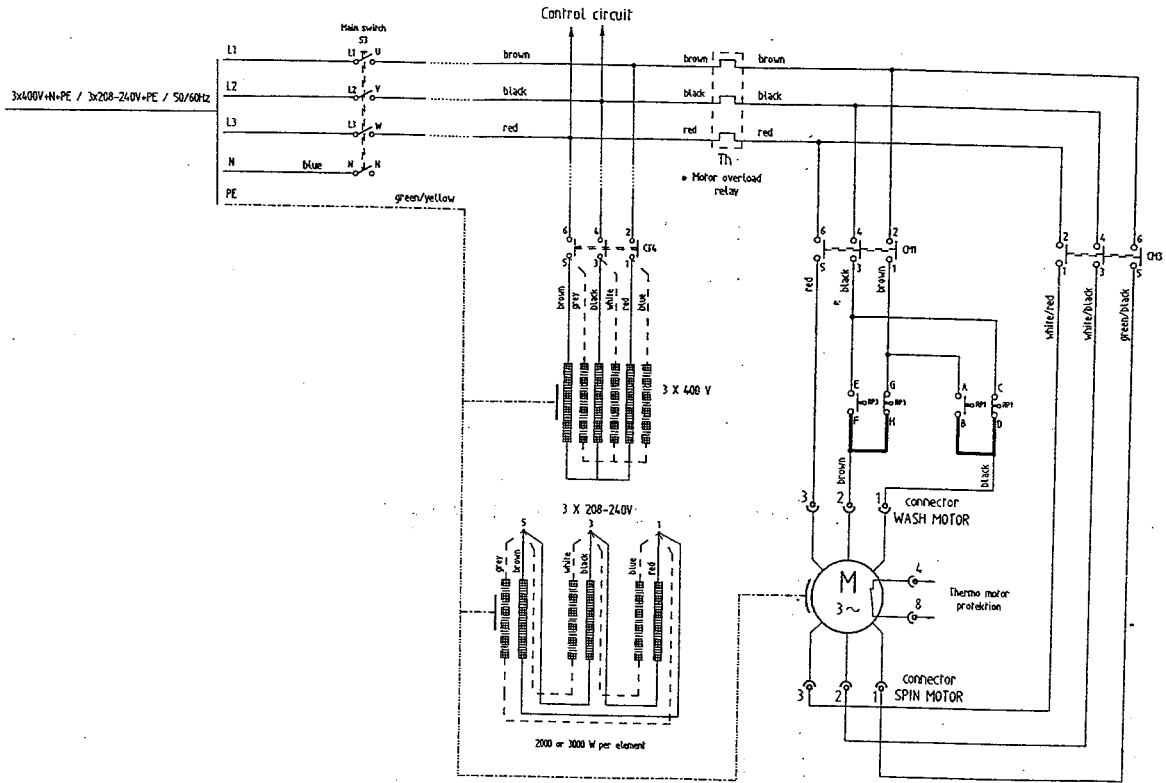 Control circuit
Main switch
S3
L1 L1 U brown brown brown
3x400V+N+PE / 3x208-240V+PE / 50/60Hz
L2 L2 V black black black
L3 L3 W red red red
N blue N N
PE green/yellow
Th
* Motor overload
relay
6 4 2 CF4
5 3 1
brown grey black white red blue
6 4 2 CM1
5 3 1
red black brown
2 4 6 CM3
1 3 5
white/red white/black green/black
3 X 400 V
E G A C
RP3 RP3 RP1 RP1
F H B D
brown black
3 2 1 connector
WASH MOTOR
3 X 208-240V
5 3 1
grey brown white black blue red
M
3~
4
Thermo motor
protektion
8
3 2 1 connector
SPIN MOTOR
2000 or 3000 W per element